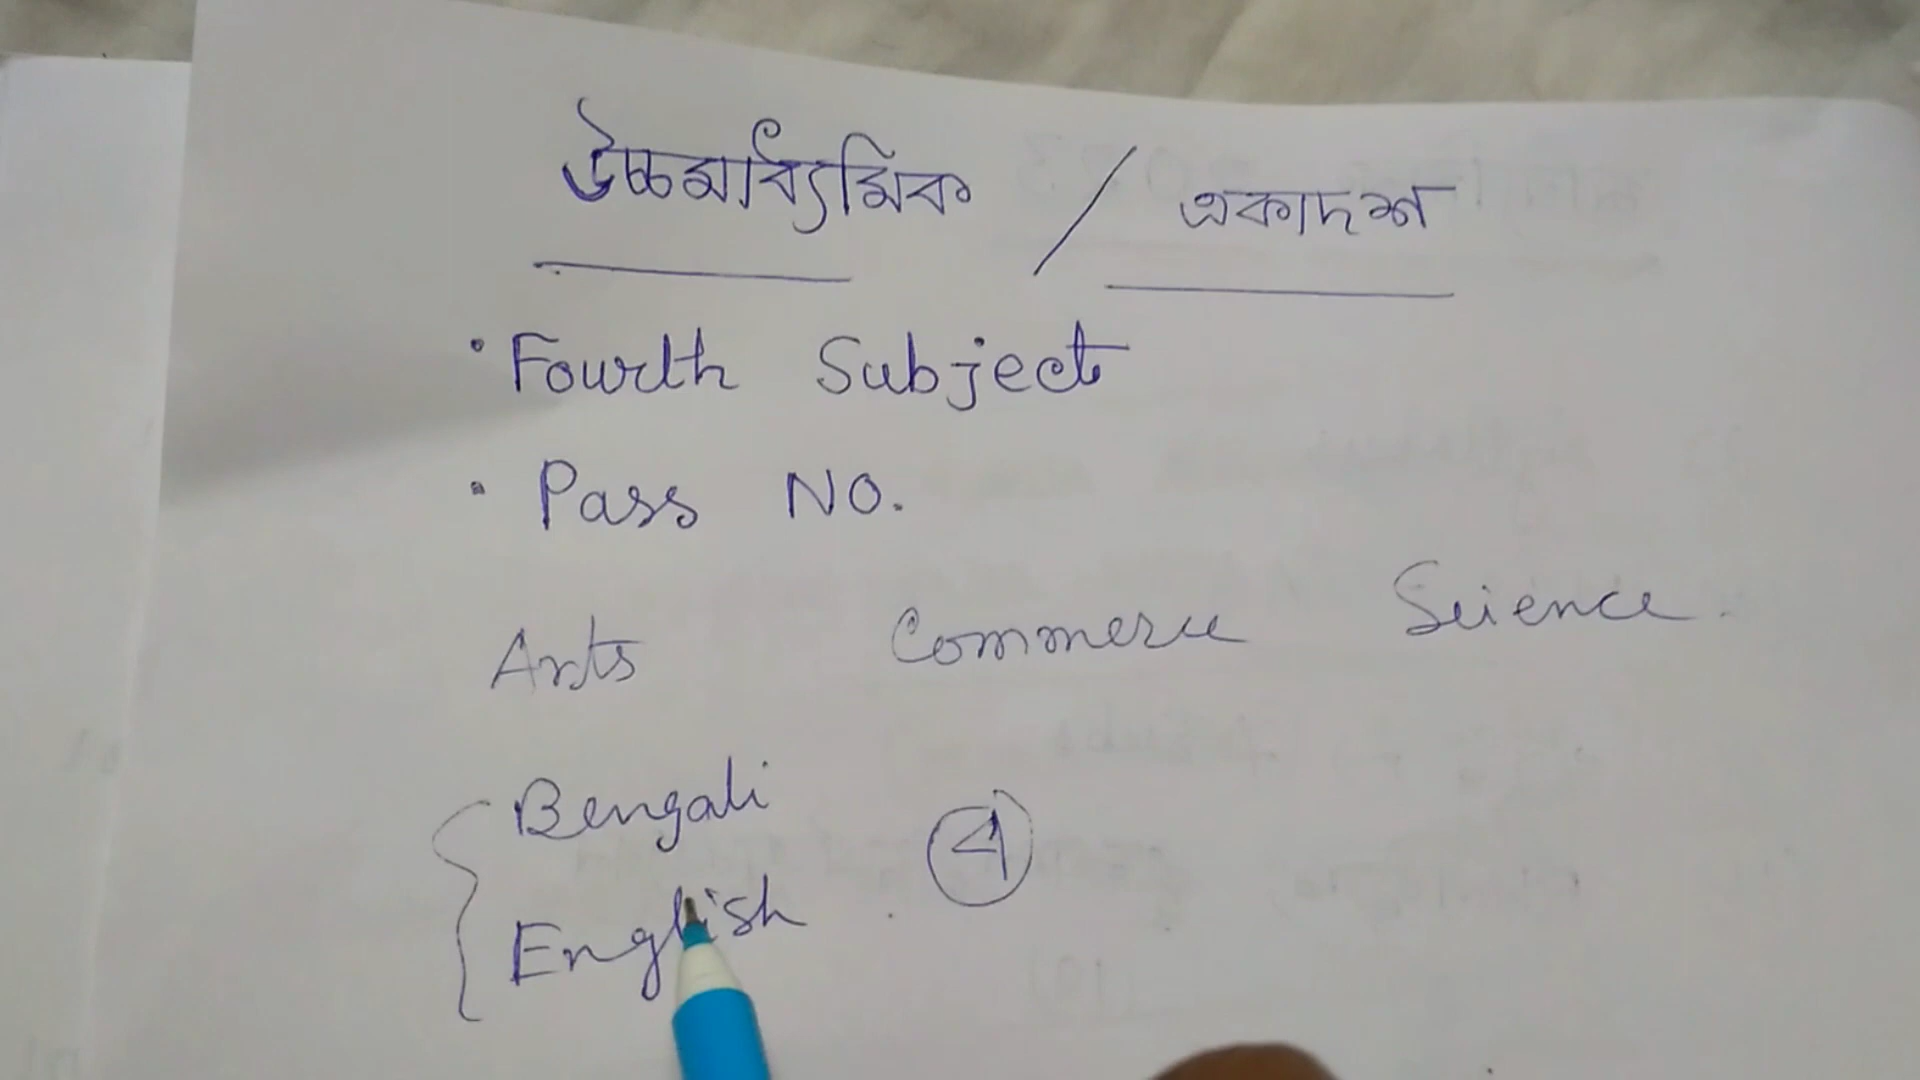 উচ্চমাধ্যমিক / একাদশ
· Fourth Subject
· Pass No.
Arts Commerce Science.
Bengali
English
4